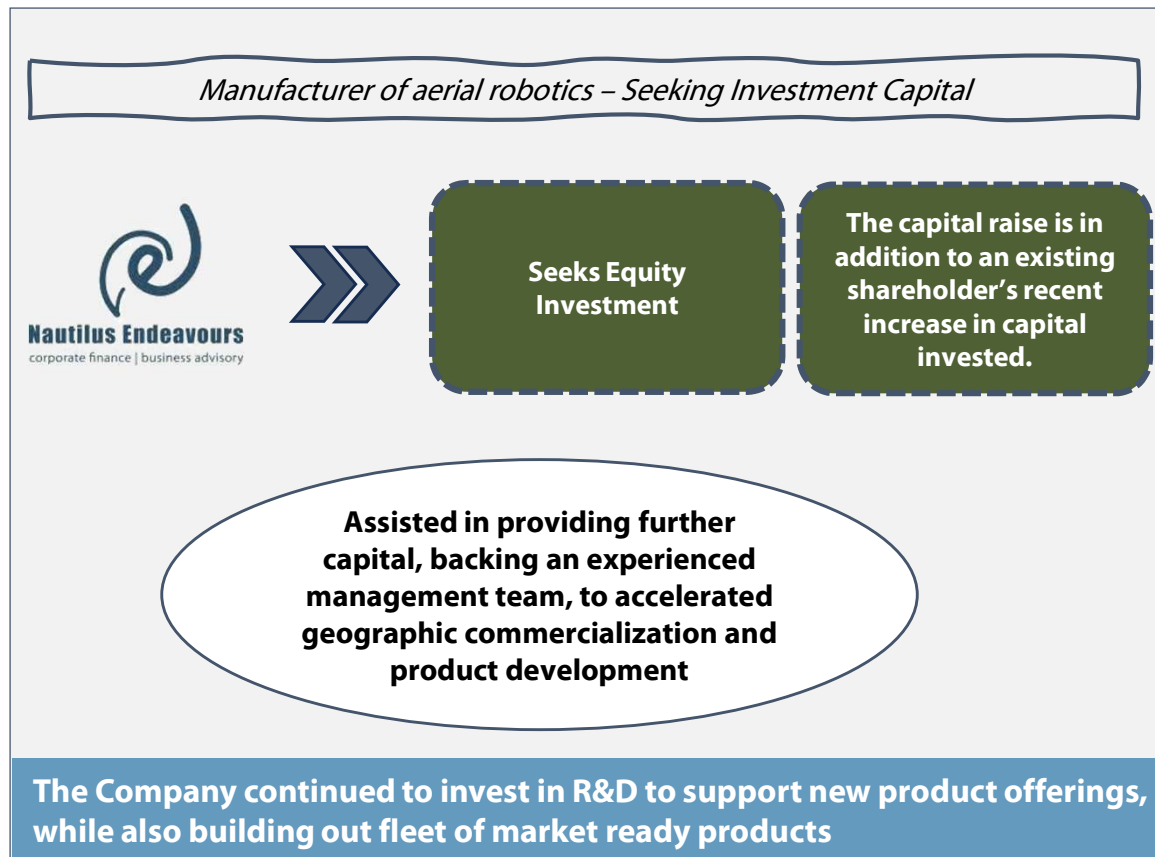 Manufacturer of aerial robotics – Seeking Investment Capital
Nautilus Endeavours
corporate finance | business advisory
Seeks Equity
Investment
The capital raise is in
addition to an existing
shareholder’s recent
increase in capital
invested.
Assisted in providing further
capital, backing an experienced
management team, to accelerated
geographic commercialization and
product development
The Company continued to invest in R&D to support new product offerings,
while also building out fleet of market ready products